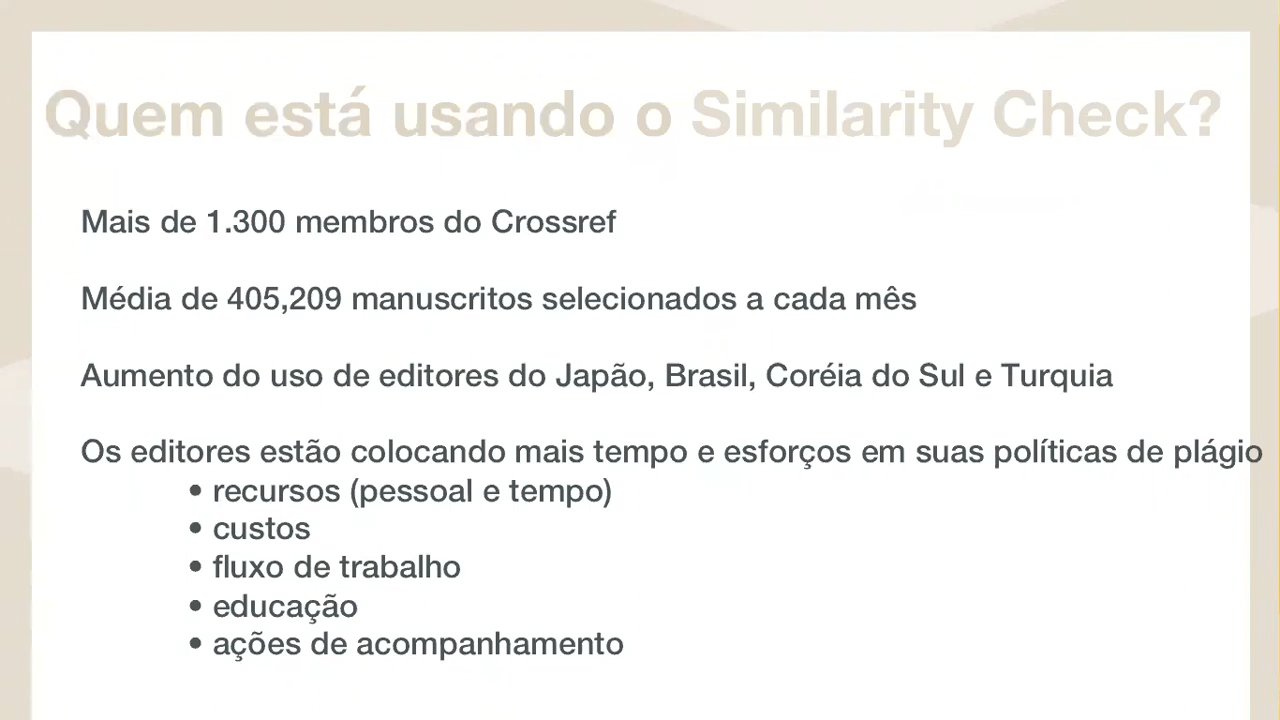 Quem está usando o Similarity Check?
Mais de 1.300 membros do Crossref
Média de 405,209 manuscritos selecionados a cada mês
Aumento do uso de editores do Japão, Brasil, Coréia do Sul e Turquia
Os editores estão colocando mais tempo e esforços em suas políticas de plágio
• recursos (pessoal e tempo)
• custos
• fluxo de trabalho
• educação
• ações de acompanhamento